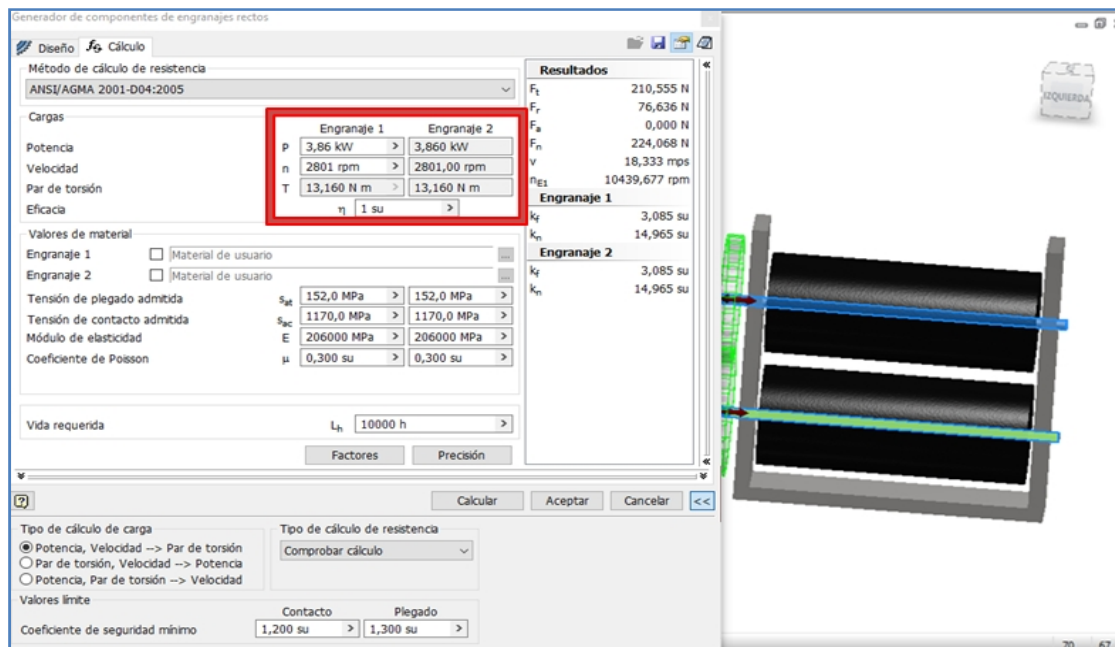 Generador de componentes de engranajes rectos
Diseño fG Cálculo
Método de cálculo de resistencia
ANSI/AGMA 2001-D04:2005
Cargas
Engranaje 1 Engranaje 2
Potencia P 3,86 kW > 3,860 kW
Velocidad n 2801 rpm > 2801,00 rpm
Par de torsión T 13,160 N m > 13,160 N m
Eficacia η 1 su >
Valores de material
Engranaje 1 Material de usuario ...
Engranaje 2 Material de usuario ...
Tensión de plegado admitida sat 152,0 MPa > 152,0 MPa >
Tensión de contacto admitida sac 1170,0 MPa > 1170,0 MPa >
Módulo de elasticidad E 206000 MPa > 206000 MPa >
Coeficiente de Poisson μ 0,300 su > 0,300 su >
Vida requerida Lh 10000 h >
Factores Precisión
Resultados
Ft 210,555 N
Fr 76,636 N
Fa 0,000 N
Fn 224,068 N
v 18,333 mps
nE1 10439,677 rpm
Engranaje 1
kf 3,085 su
kn 14,965 su
Engranaje 2
kf 3,085 su
kn 14,965 su
Calcular Aceptar Cancelar <<
Tipo de cálculo de carga
Potencia, Velocidad --> Par de torsión
Par de torsión, Velocidad --> Potencia
Potencia, Par de torsión --> Velocidad
Tipo de cálculo de resistencia
Comprobar cálculo
Valores límite
Contacto Plegado
Coeficiente de seguridad mínimo 1,200 su > 1,300 su >
IZQUIERDA
70 67